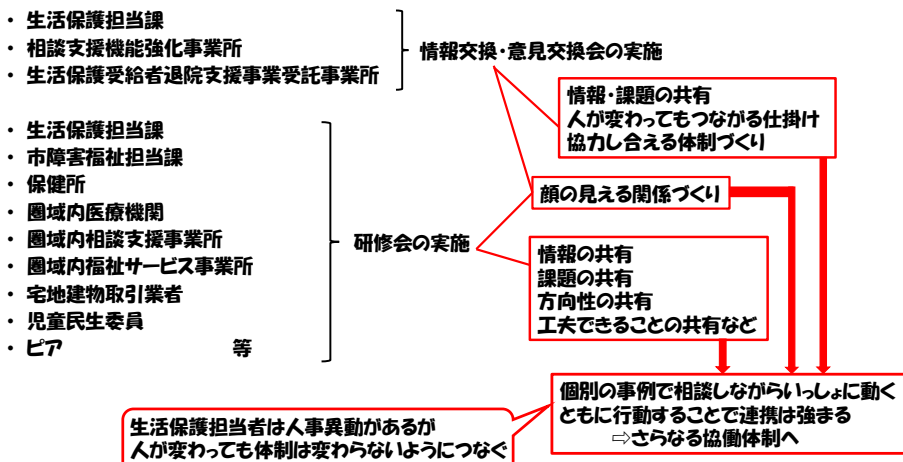 ・ 生活保護担当課
・ 相談支援機能強化事業所
・ 生活保護受給者退院支援事業受託事業所
情報交換・意見交換会の実施
情報・課題の共有
人が変わってもつながる仕掛け
協力し合える体制づくり
・ 生活保護担当課
・ 市障害福祉担当課
・ 保健所
・ 圏域内医療機関
・ 圏域内相談支援事業所
・ 圏域内福祉サービス事業所
・ 宅地建物取引業者
・ 児童民生委員
・ ピア 等
研修会の実施
顔の見える関係づくり
情報の共有
課題の共有
方向性の共有
工夫できることの共有など
個別の事例で相談しながらいっしょに動く
ともに行動することで連携は強まる
⇨さらなる協働体制へ
生活保護担当者は人事異動があるが
人が変わっても体制は変わらないようにつなぐ